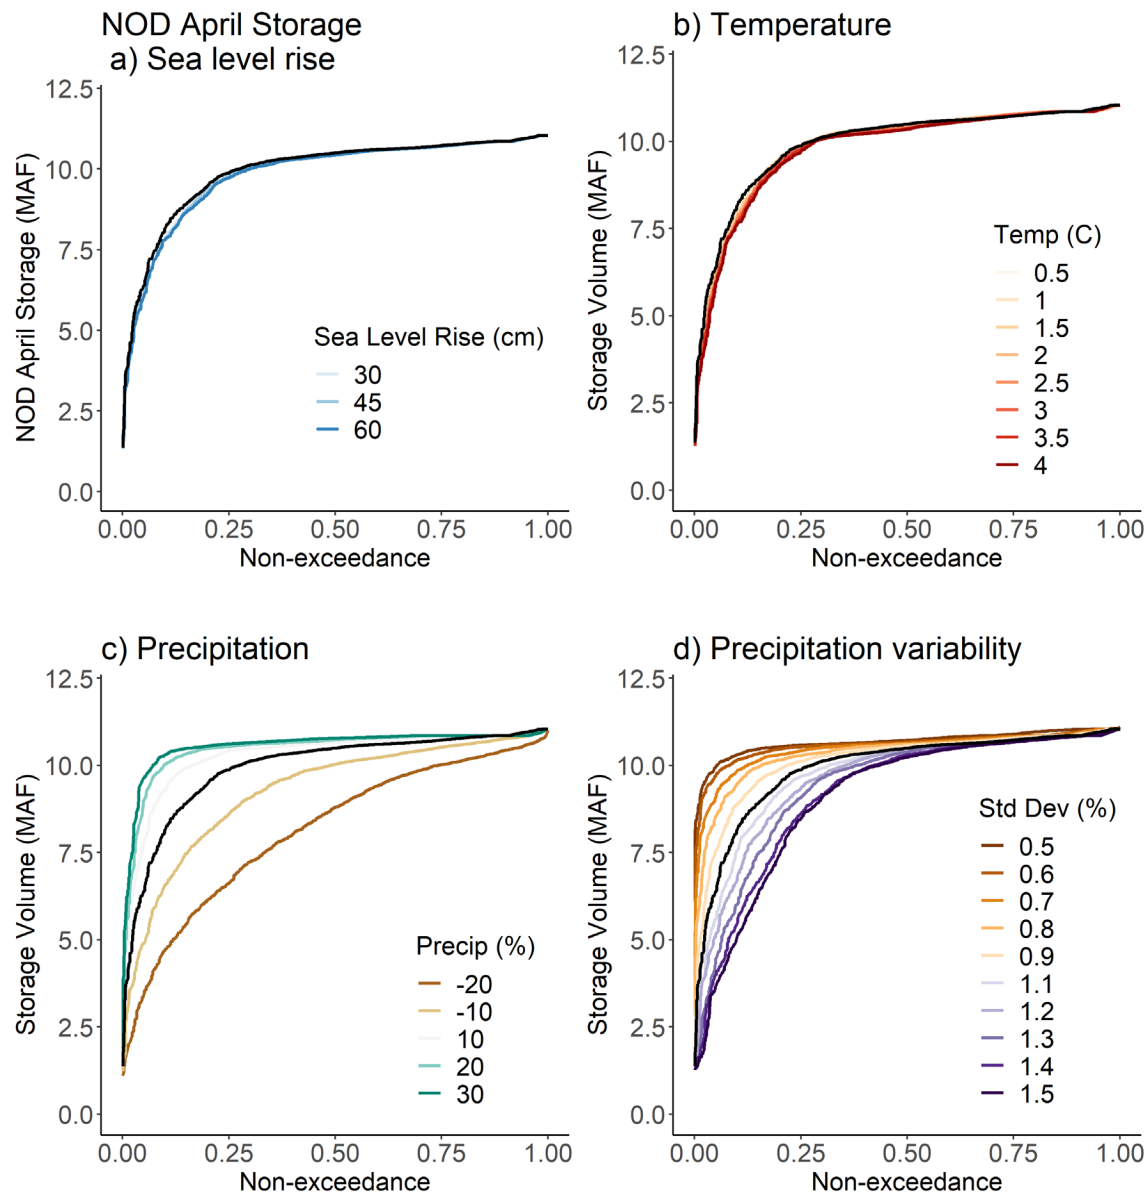 NOD April Storage
a) Sea level rise
12.5
10.0
7.5
5.0
2.5
0.0
NOD April Storage (MAF)
Sea Level Rise (cm)
30
45
60
0.00 0.25 0.50 0.75 1.00
Non-exceedance
b) Temperature
12.5
10.0
7.5
5.0
2.5
0.0
Storage Volume (MAF)
Temp (C)
0.5
1
1.5
2
2.5
3
3.5
4
0.00 0.25 0.50 0.75 1.00
Non-exceedance
c) Precipitation
12.5
10.0
7.5
5.0
2.5
0.0
Storage Volume (MAF)
Precip (%)
-20
-10
10
20
30
0.00 0.25 0.50 0.75 1.00
Non-exceedance
d) Precipitation variability
12.5
10.0
7.5
5.0
2.5
0.0
Storage Volume (MAF)
Std Dev (%)
0.5
0.6
0.7
0.8
0.9
1.1
1.2
1.3
1.4
1.5
0.00 0.25 0.50 0.75 1.00
Non-exceedance